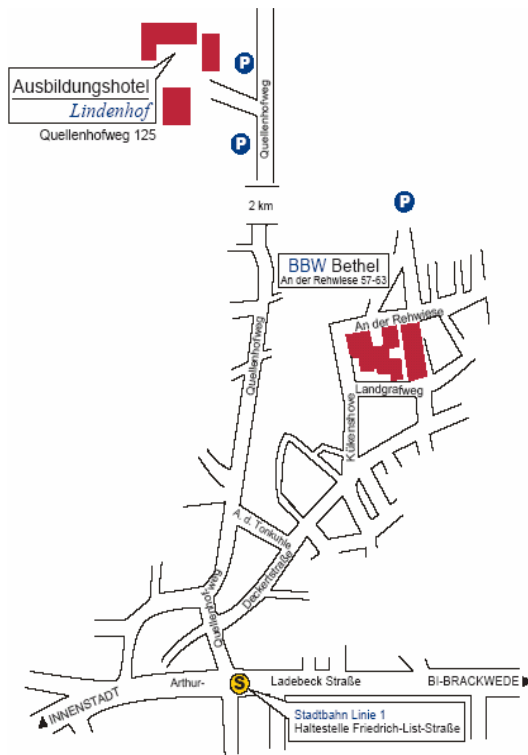 P
Ausbildungshotel
Lindenhof
Quellenhofweg 125
P
Quellenhofweg
2 km
P
BBW Bethel
An der Rehwiese 57-63
An der Rehwiese
Landgrafweg
Kükenshove
Quellenhofweg
A. d. Tonkuhle
Deckertstraße
Quellenhofweg
Arthur-
S
Ladebeck Straße
BI-BRACKWEDE
INNENSTADT
Stadtbahn Linie 1
Haltestelle Friedrich-List-Straße